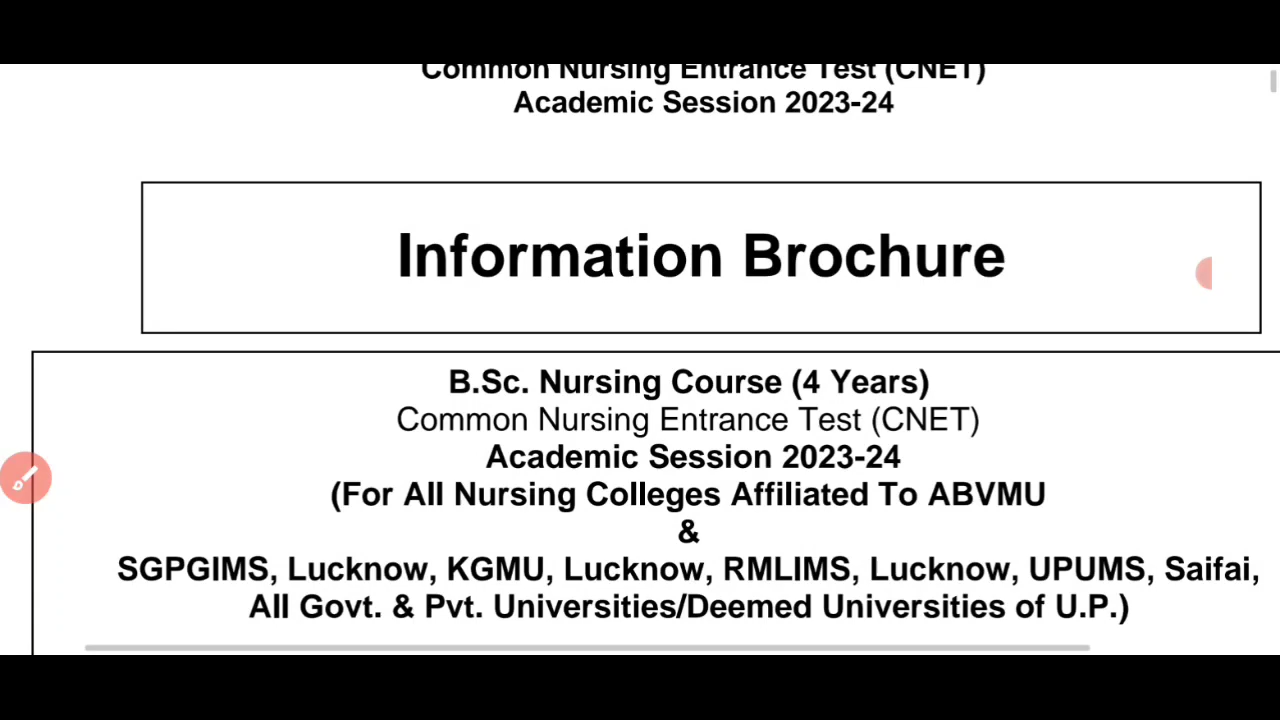 Common Nursing Entrance Test (CNET)
Academic Session 2023-24
Information Brochure
B.Sc. Nursing Course (4 Years)
Common Nursing Entrance Test (CNET)
Academic Session 2023-24
(For All Nursing Colleges Affiliated To ABVMU
&
SGPGIMS, Lucknow, KGMU, Lucknow, RMLIMS, Lucknow, UPUMS, Saifai,
All Govt. & Pvt. Universities/Deemed Universities of U.P.)